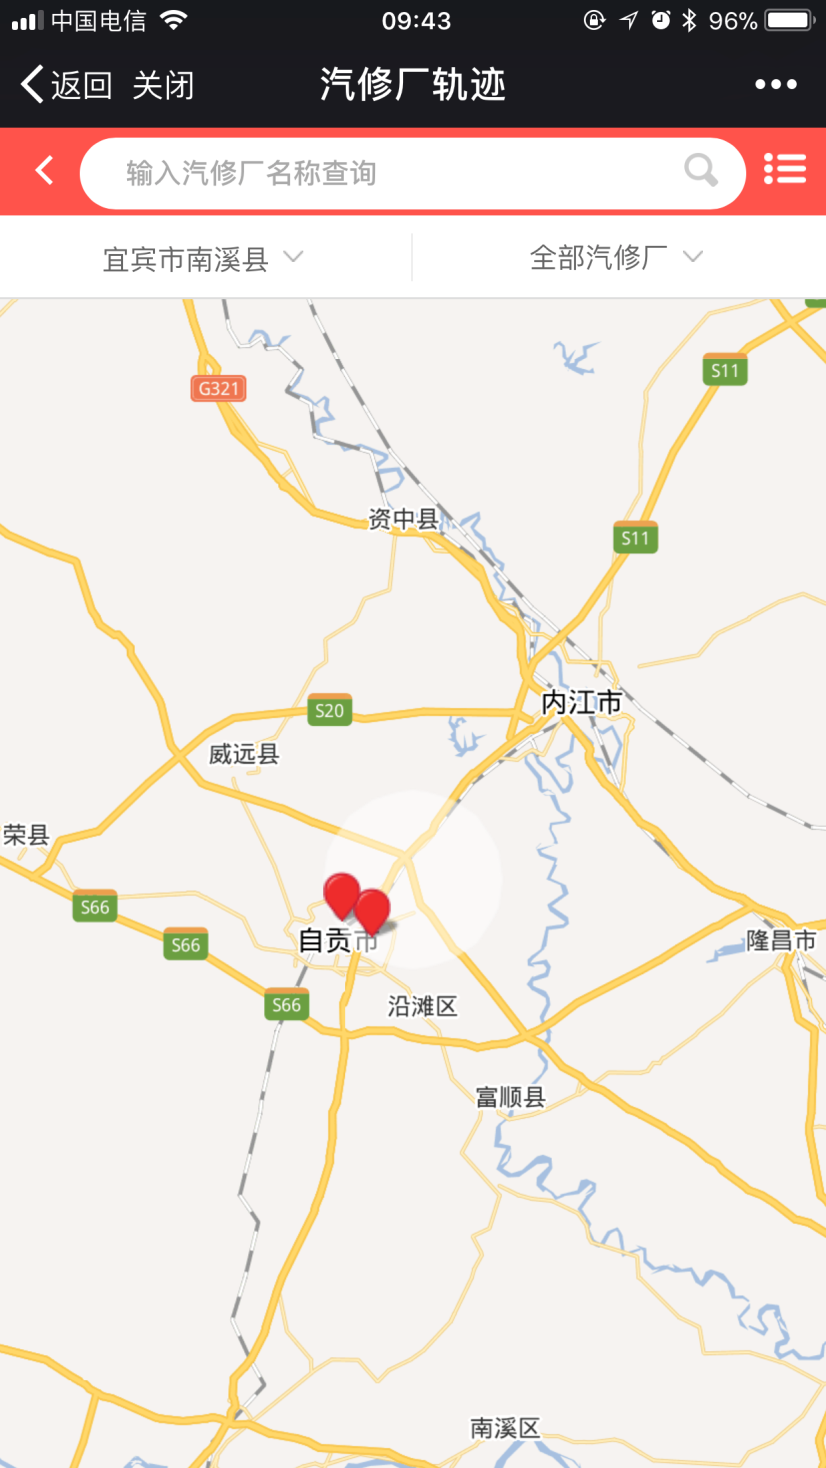 中国电信 09:43 96%
返回 关闭 汽修厂轨迹
输入汽修厂名称查询
宜宾市南溪县 全部汽修厂
S11
G321
资中县
S11
内江市
S20
威远县
荣县
S66
S66
自贡市
隆昌市
S66
沿滩区
富顺县
南溪区